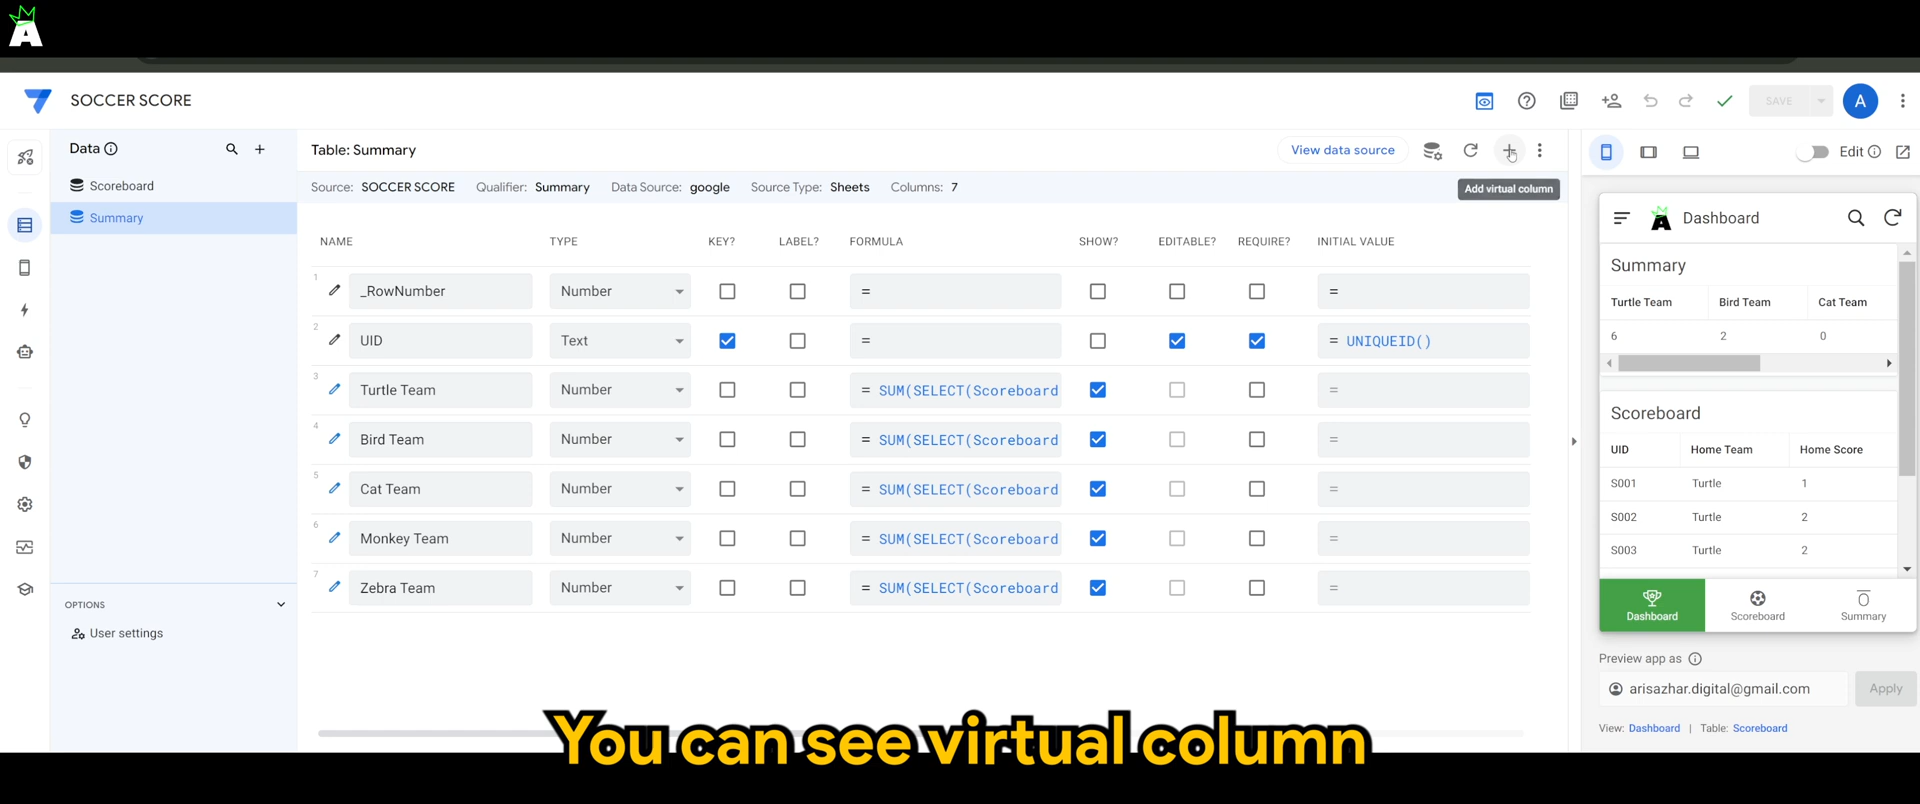 A
SOCCER SCORE
SAVE
A
Data
Scoreboard
Summary
OPTIONS
User settings
Table: Summary
View data source
Add virtual column
Source: SOCCER SCORE Qualifier: Summary Data Source: google Source Type: Sheets Columns: 7
NAME TYPE KEY? LABEL? FORMULA SHOW? EDITABLE? REQUIRE? INITIAL VALUE
1 _RowNumber Number = =
2 UID Text = = UNIQUEID()
3 Turtle Team Number = SUM(SELECT(Scoreboard =
4 Bird Team Number = SUM(SELECT(Scoreboard =
5 Cat Team Number = SUM(SELECT(Scoreboard =
6 Monkey Team Number = SUM(SELECT(Scoreboard =
7 Zebra Team Number = SUM(SELECT(Scoreboard =
Edit
A Dashboard
Summary
Turtle Team Bird Team Cat Team
6 2 0
Scoreboard
UID Home Team Home Score
S001 Turtle 1
S002 Turtle 2
S003 Turtle 2
Dashboard Scoreboard Summary
Preview app as
arisazhar.digital@gmail.com Apply
View: Dashboard | Table: Scoreboard
You can see virtual column